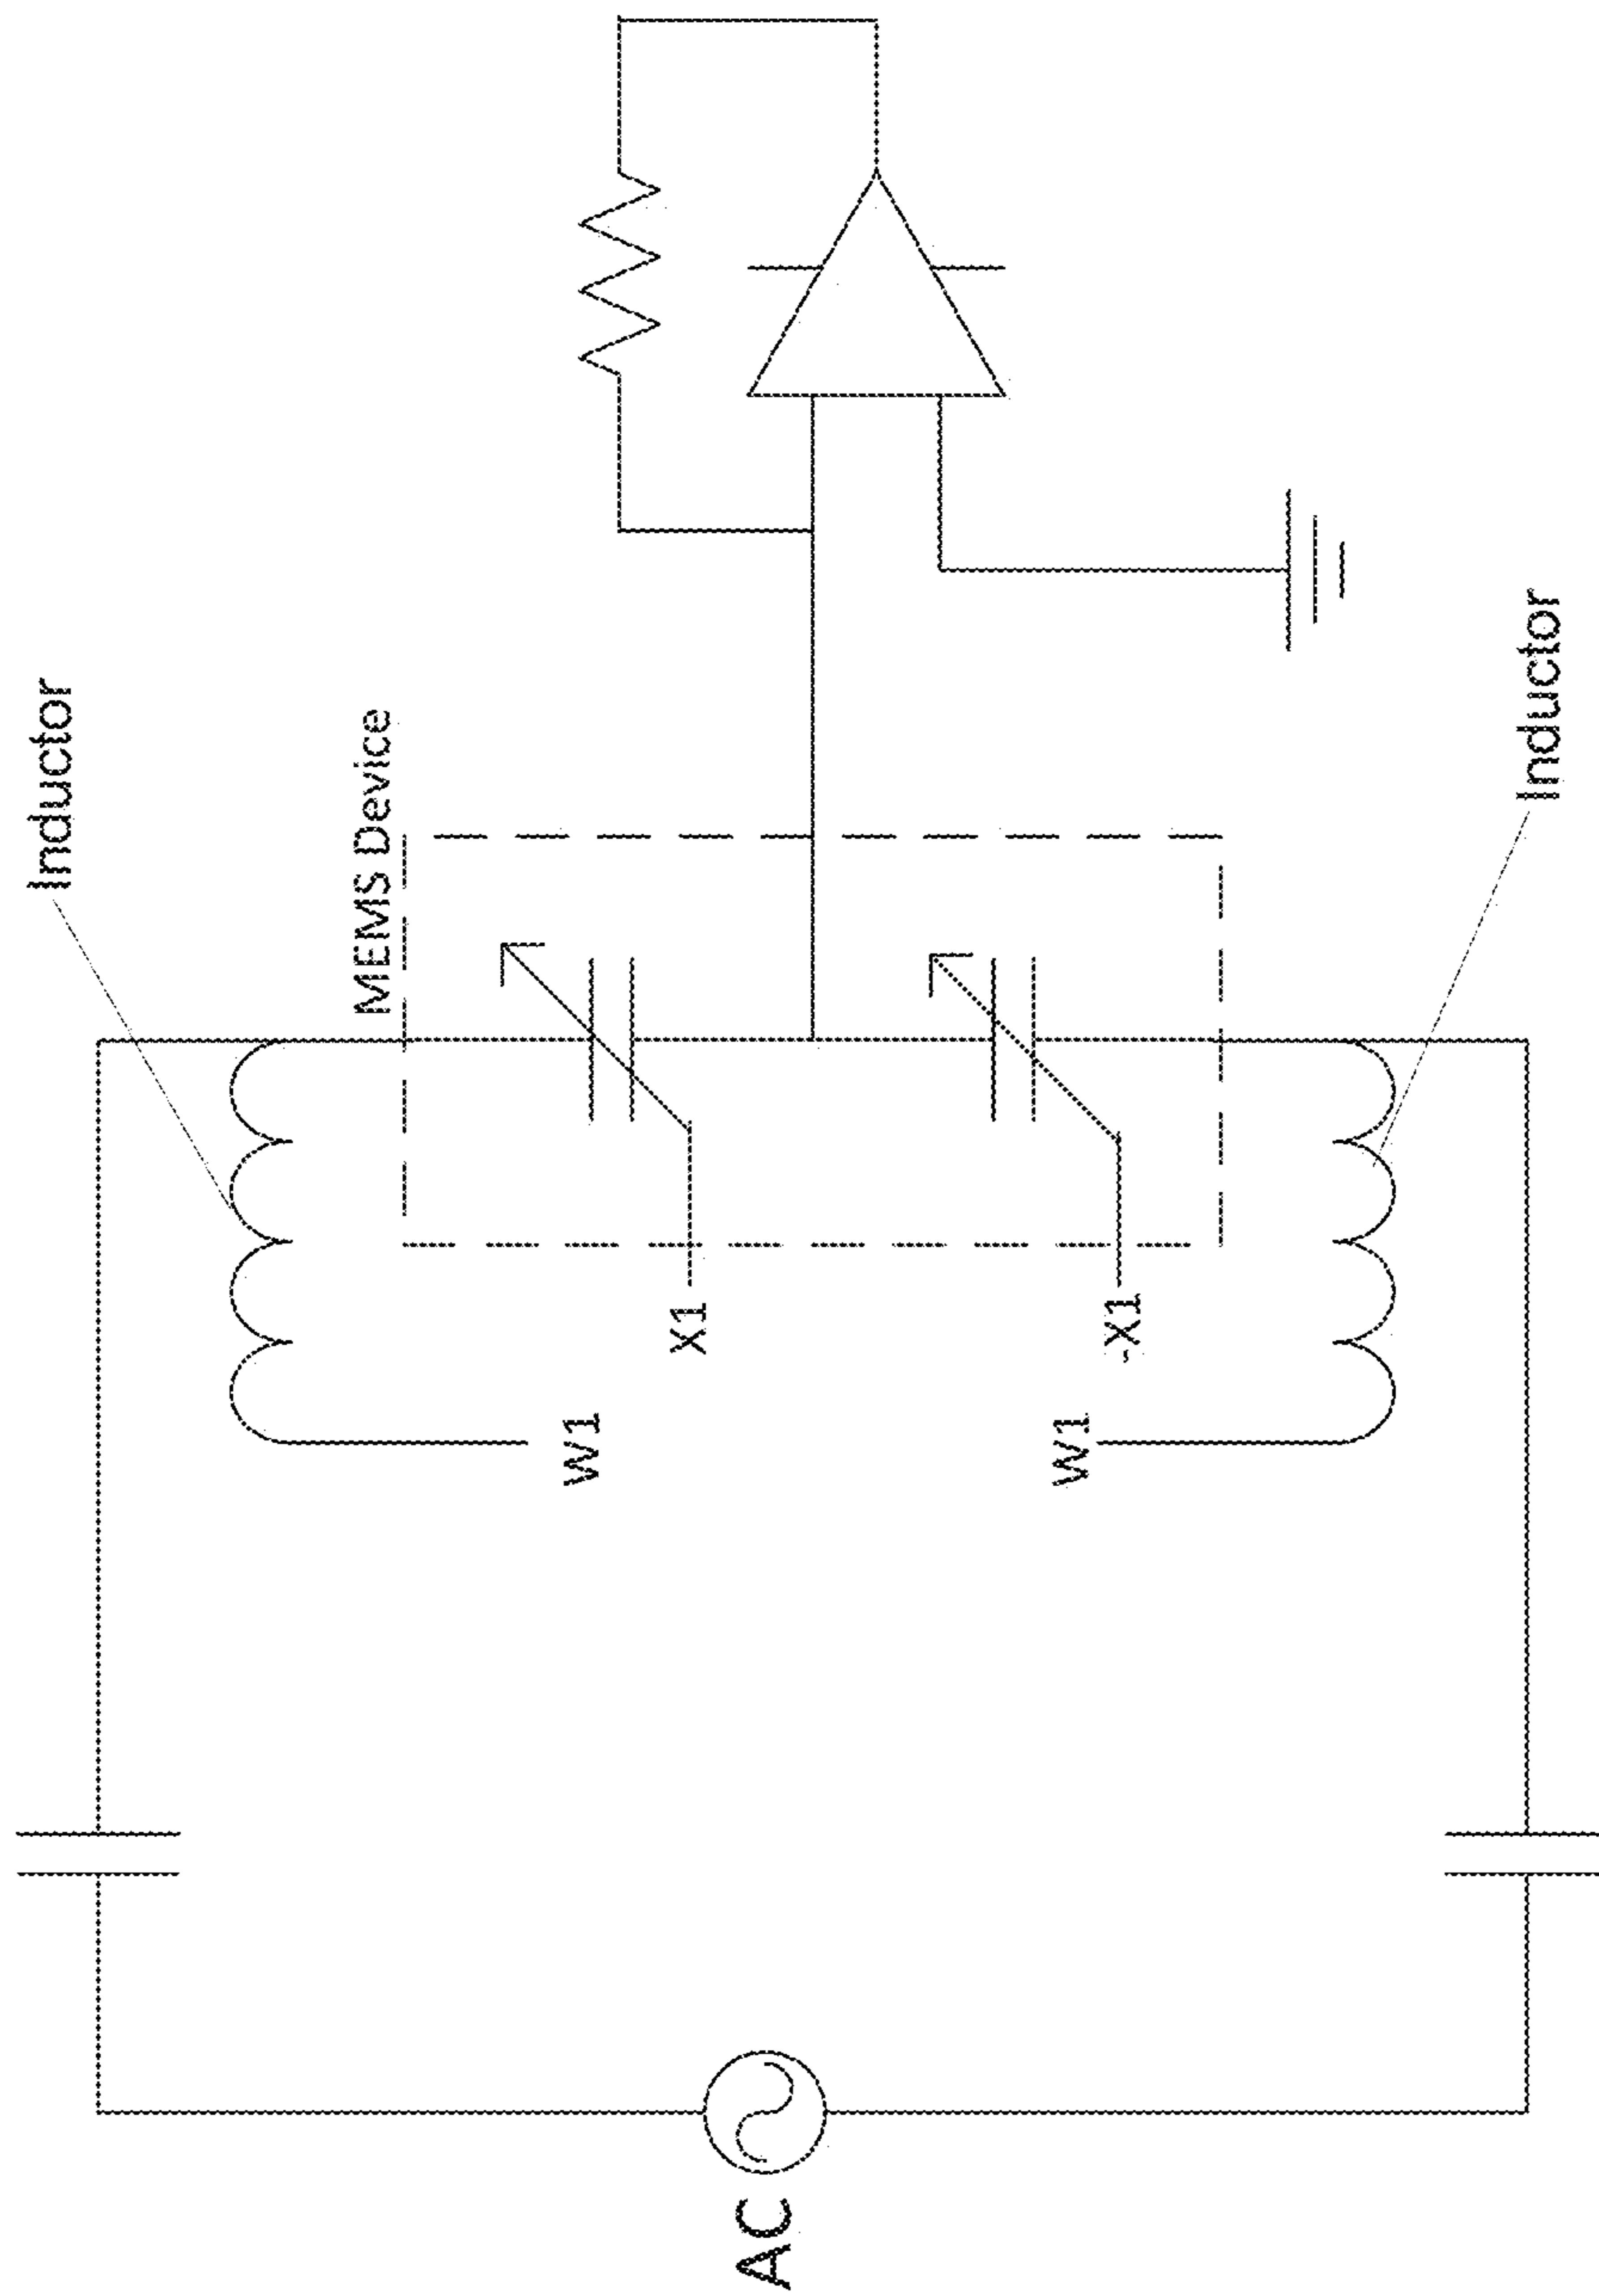 Inductor
MEMS Device
W1
X1
AC
W1
~X1
Inductor